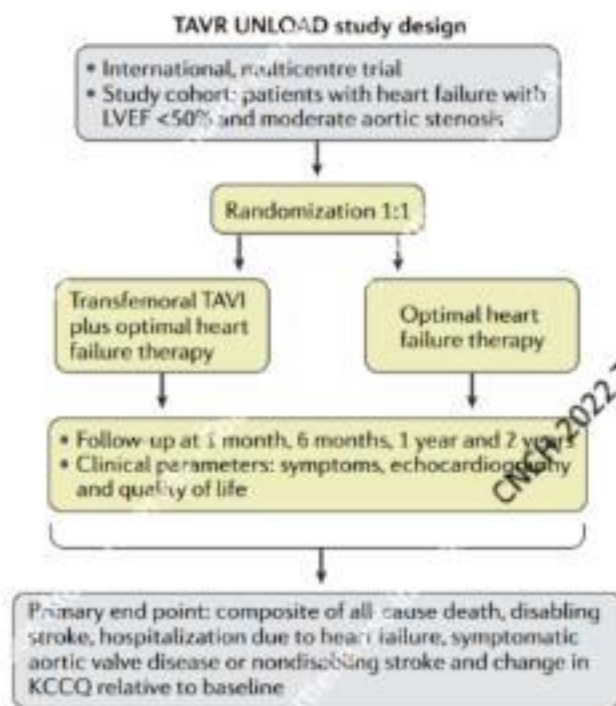 TAVR UNLOAD study design
• International, multicentre trial
• Study cohort: patients with heart failure with
LVEF <50% and moderate aortic stenosis
Randomization 1:1
Transfemoral TAVI
plus optimal heart
failure therapy
Optimal heart
failure therapy
• Follow-up at 1 month, 6 months, 1 year and 2 years
• Clinical parameters: symptoms, echocardiography
and quality of life
CNCH 2022
Primary end point: composite of all-cause death, disabling
stroke, hospitalization due to heart failure, symptomatic
aortic valve disease or nondisabling stroke and change in
KCCQ relative to baseline